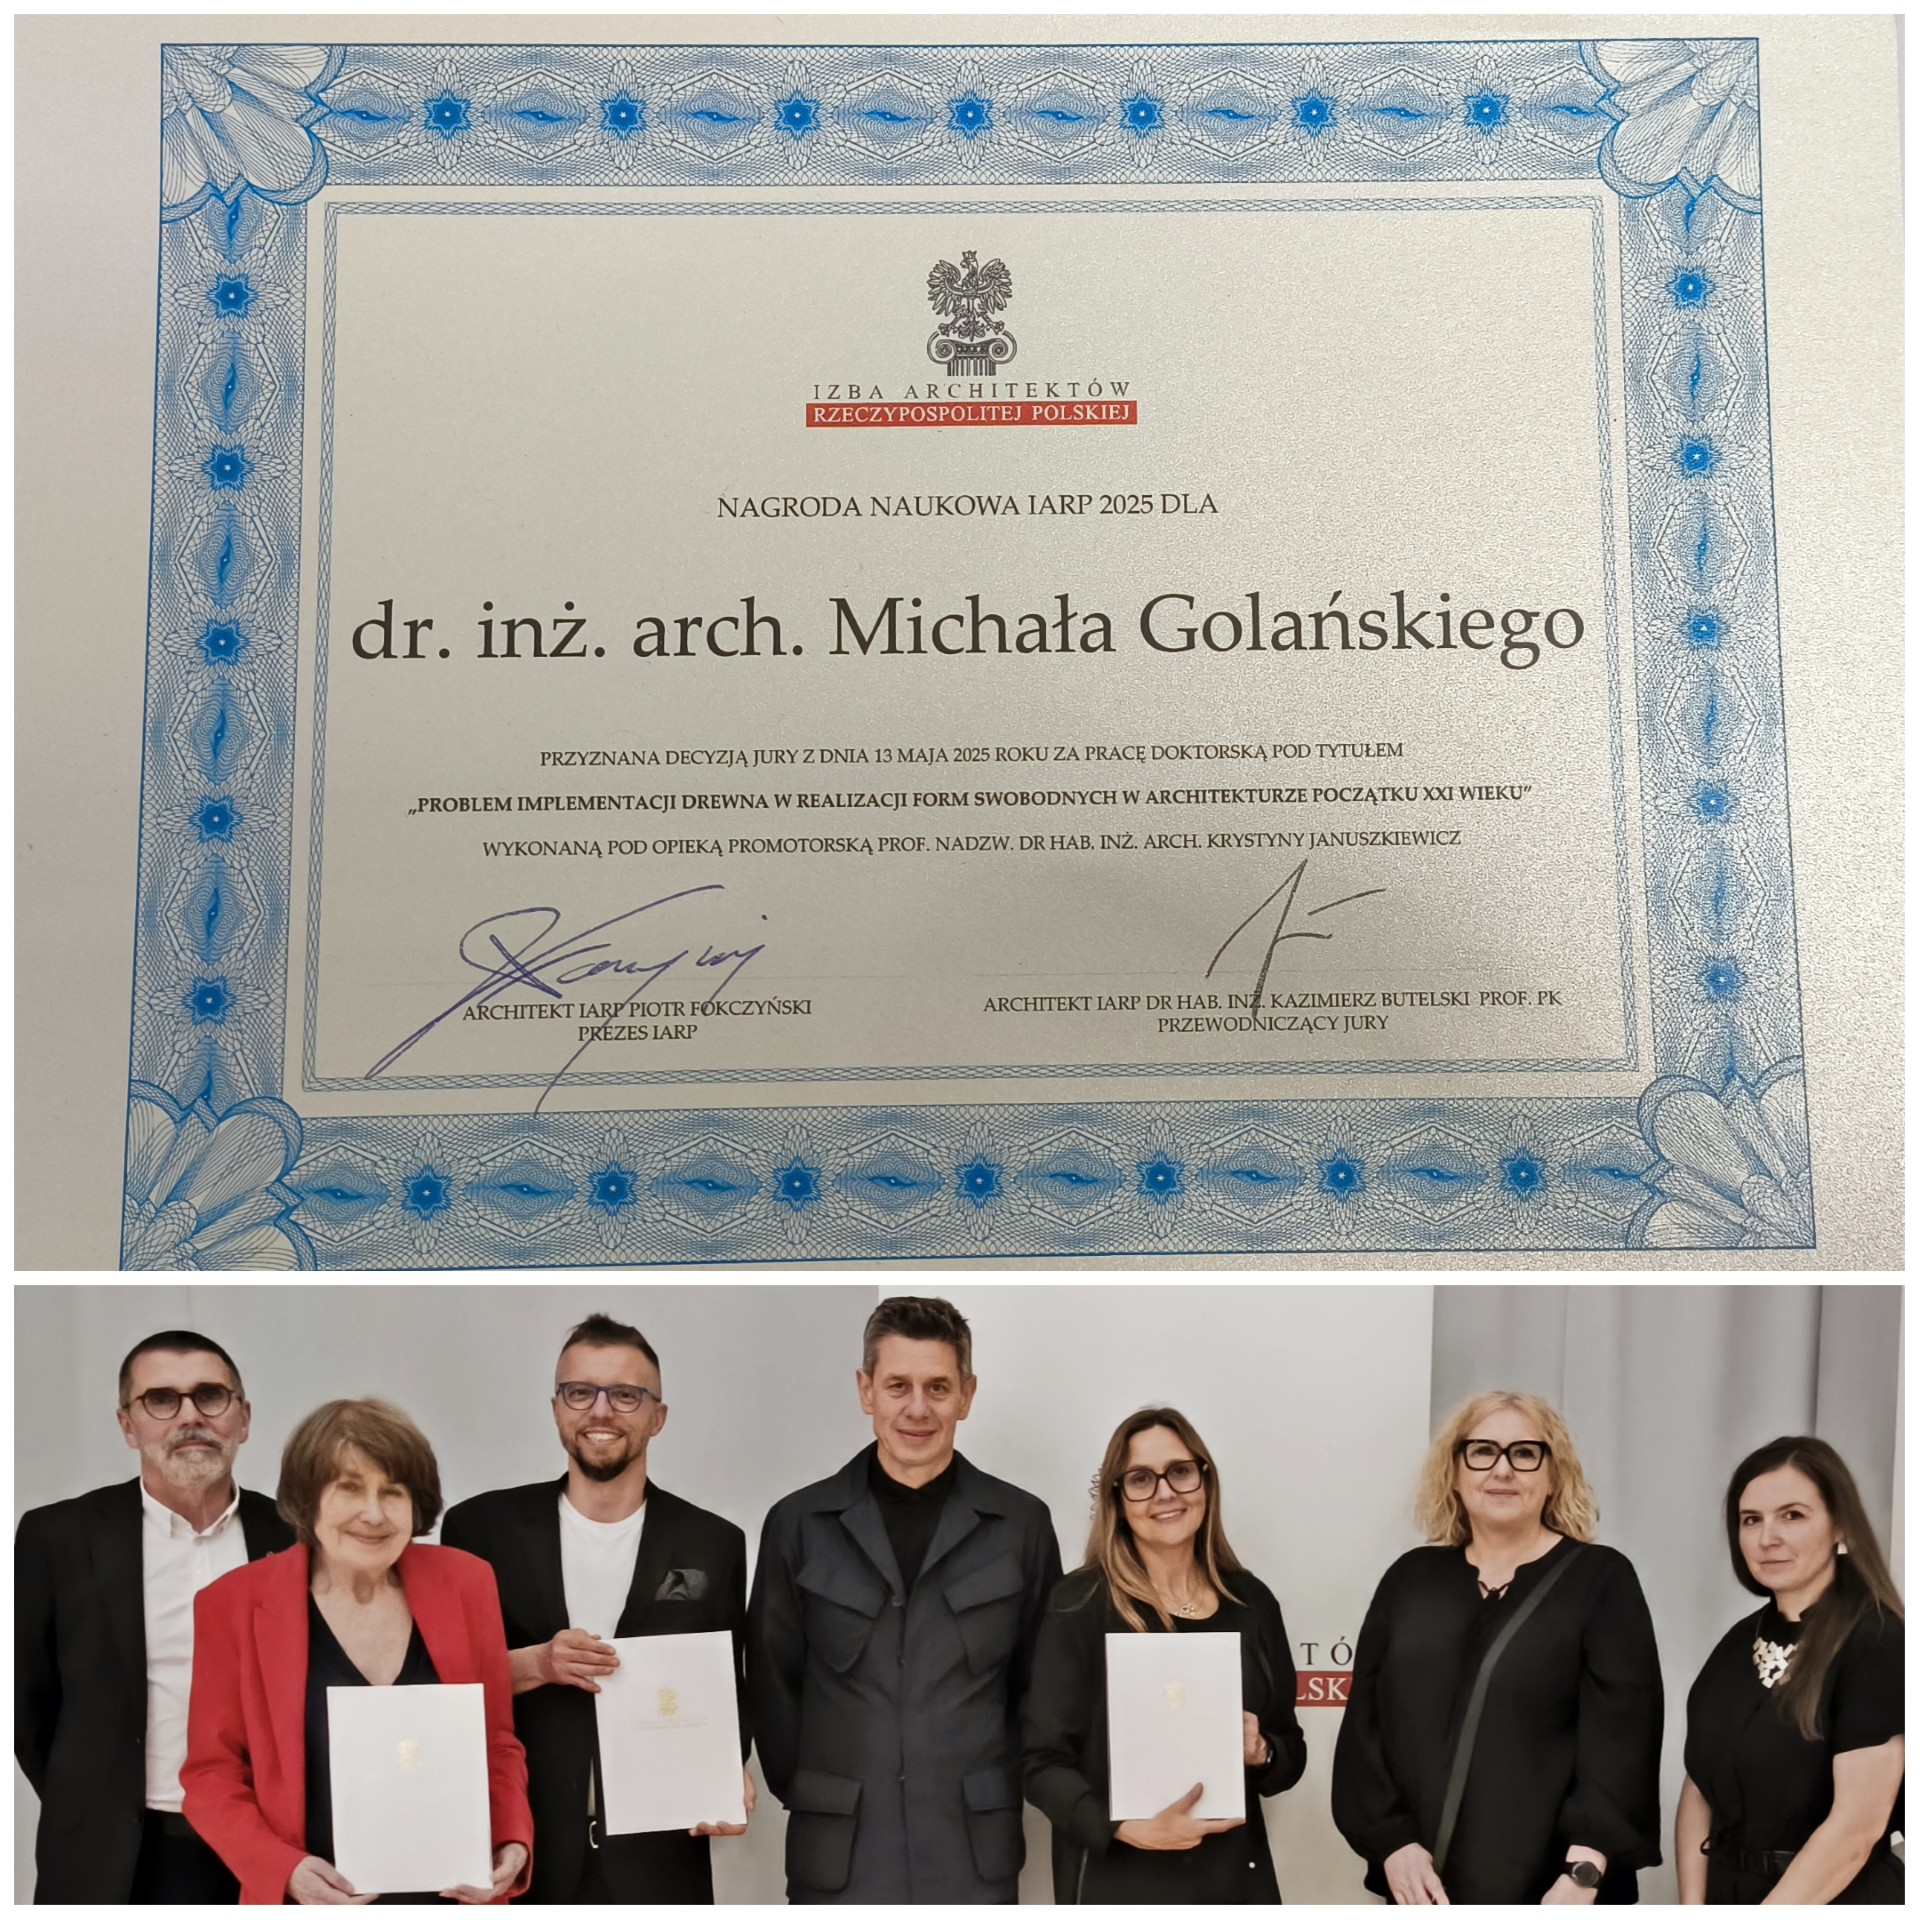 IZBA ARCHITEKTÓW
RZECZYPOSPOLITEJ POLSKIEJ
NAGRODA NAUKOWA IARP 2025 DLA
dr. inż. arch. Michała Golańskiego
PRZYZNANA DECYZJĄ JURY Z DNIA 13 MAJA 2025 ROKU ZA PRACĘ DOKTORSKĄ POD TYTUŁEM
„PROBLEM IMPLEMENTACJI DREWNA W REALIZACJI FORM SWOBODNYCH W ARCHITEKTURZE POCZĄTKU XXI WIEKU”
WYKONANĄ POD OPIEKĄ PROMOTORSKĄ PROF. NADZW. DR HAB. INŻ. ARCH. KRYSTYNY JANUSZKIEWICZ
ARCHITEKT IARP PIOTR FOKCZYŃSKI
PREZES IARP
ARCHITEKT IARP DR HAB. INŻ. KAZIMIERZ BUTELSKI PROF. PK
PRZEWODNICZĄCY JURY
TÓ
LSK